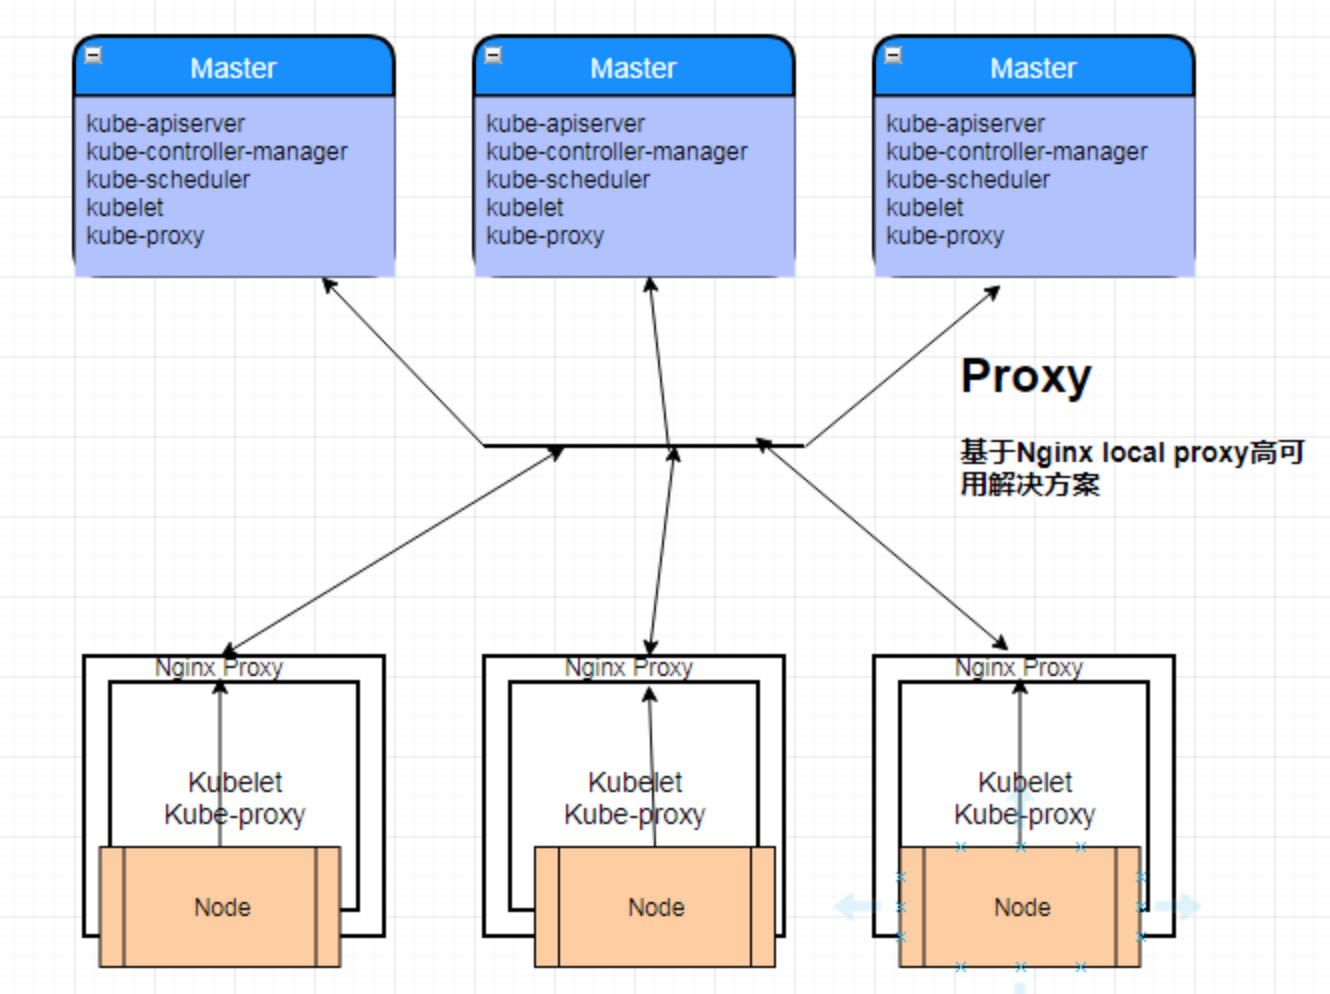 Master
kube-apiserver
kube-controller-manager
kube-scheduler
kubelet
kube-proxy
Master
kube-apiserver
kube-controller-manager
kube-scheduler
kubelet
kube-proxy
Master
kube-apiserver
kube-controller-manager
kube-scheduler
kubelet
kube-proxy
Proxy
基于Nginx local proxy高可
用解决方案
Nginx Proxy
Kubelet
Kube-proxy
Node
Nginx Proxy
Kubelet
Kube-proxy
Node
Nginx Proxy
Kubelet
Kube-proxy
Node